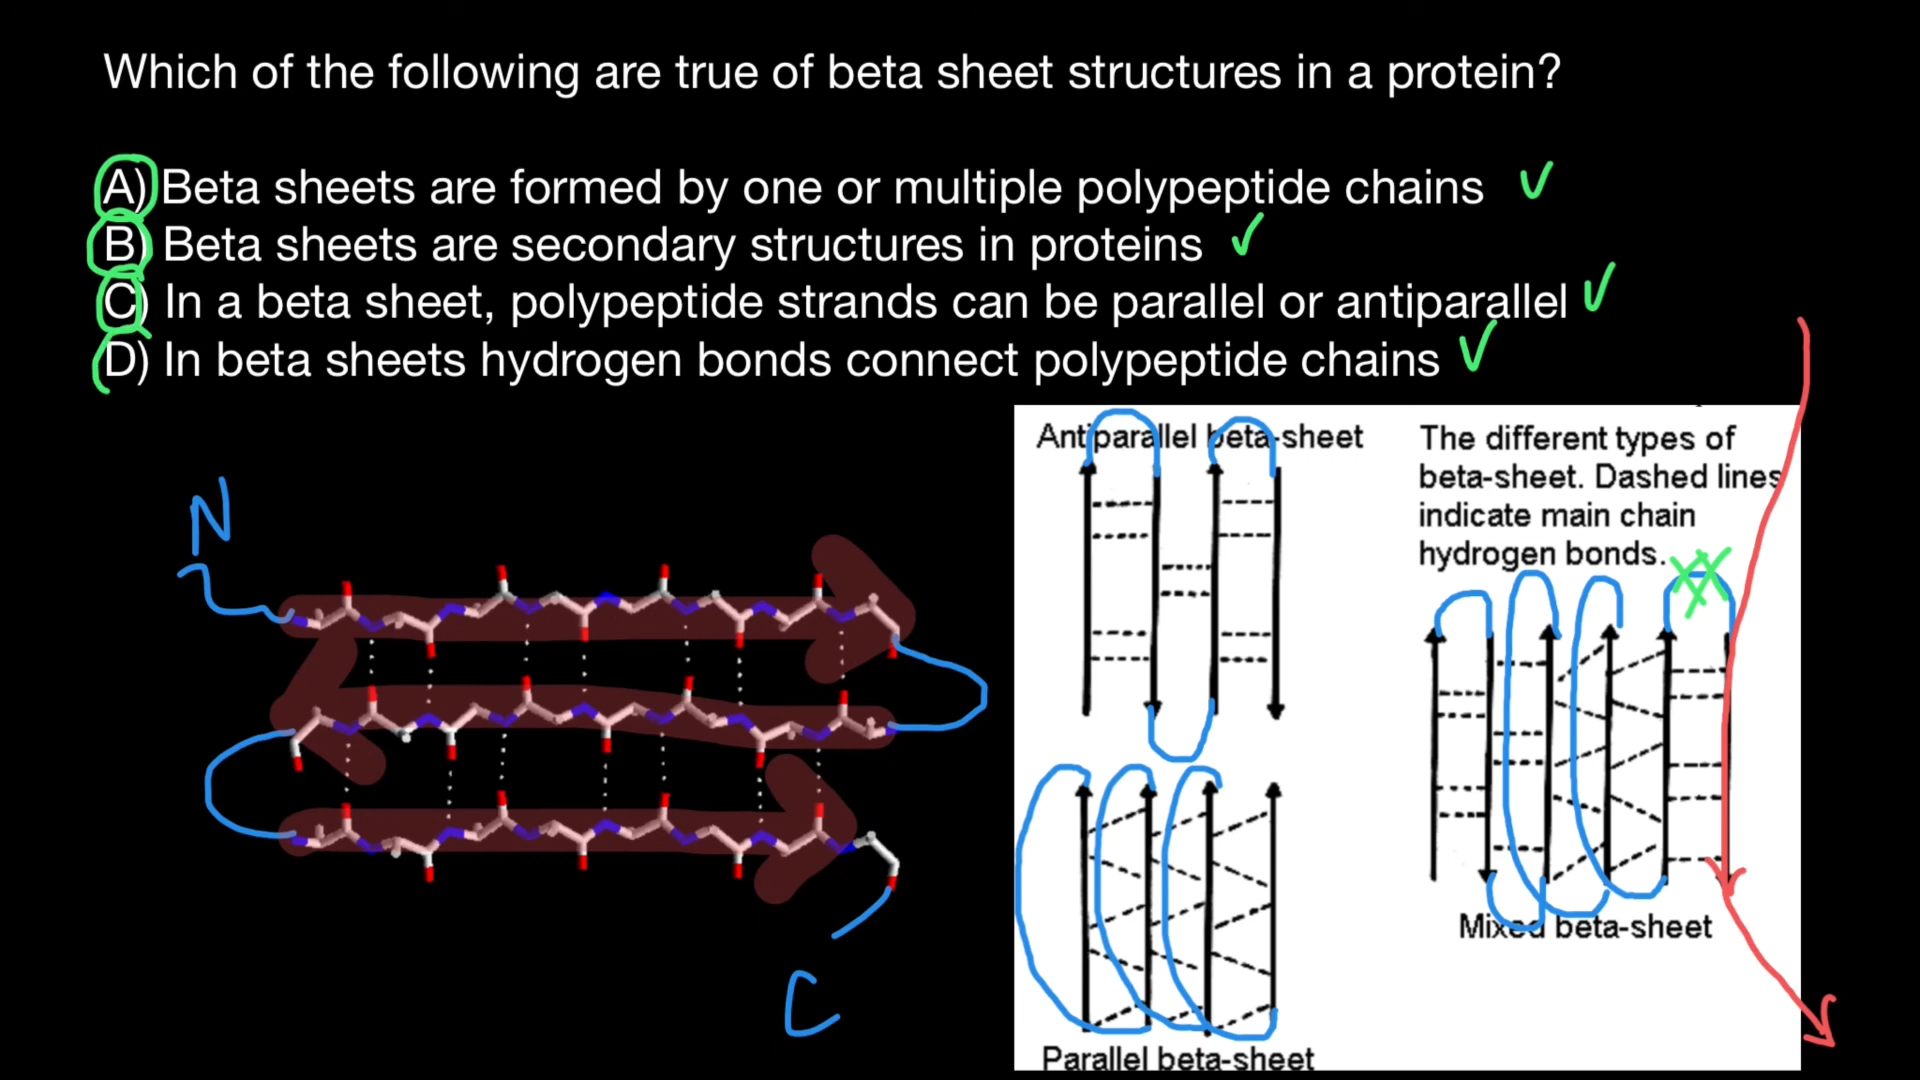 Which of the following are true of beta sheet structures in a protein?
A) Beta sheets are formed by one or multiple polypeptide chains
B) Beta sheets are secondary structures in proteins
C) In a beta sheet, polypeptide strands can be parallel or antiparallel
D) In beta sheets hydrogen bonds connect polypeptide chains
N
C
Antiparallel beta-sheet
The different types of
beta-sheet. Dashed lines
indicate main chain
hydrogen bonds.
Mixed beta-sheet
Parallel beta-sheet